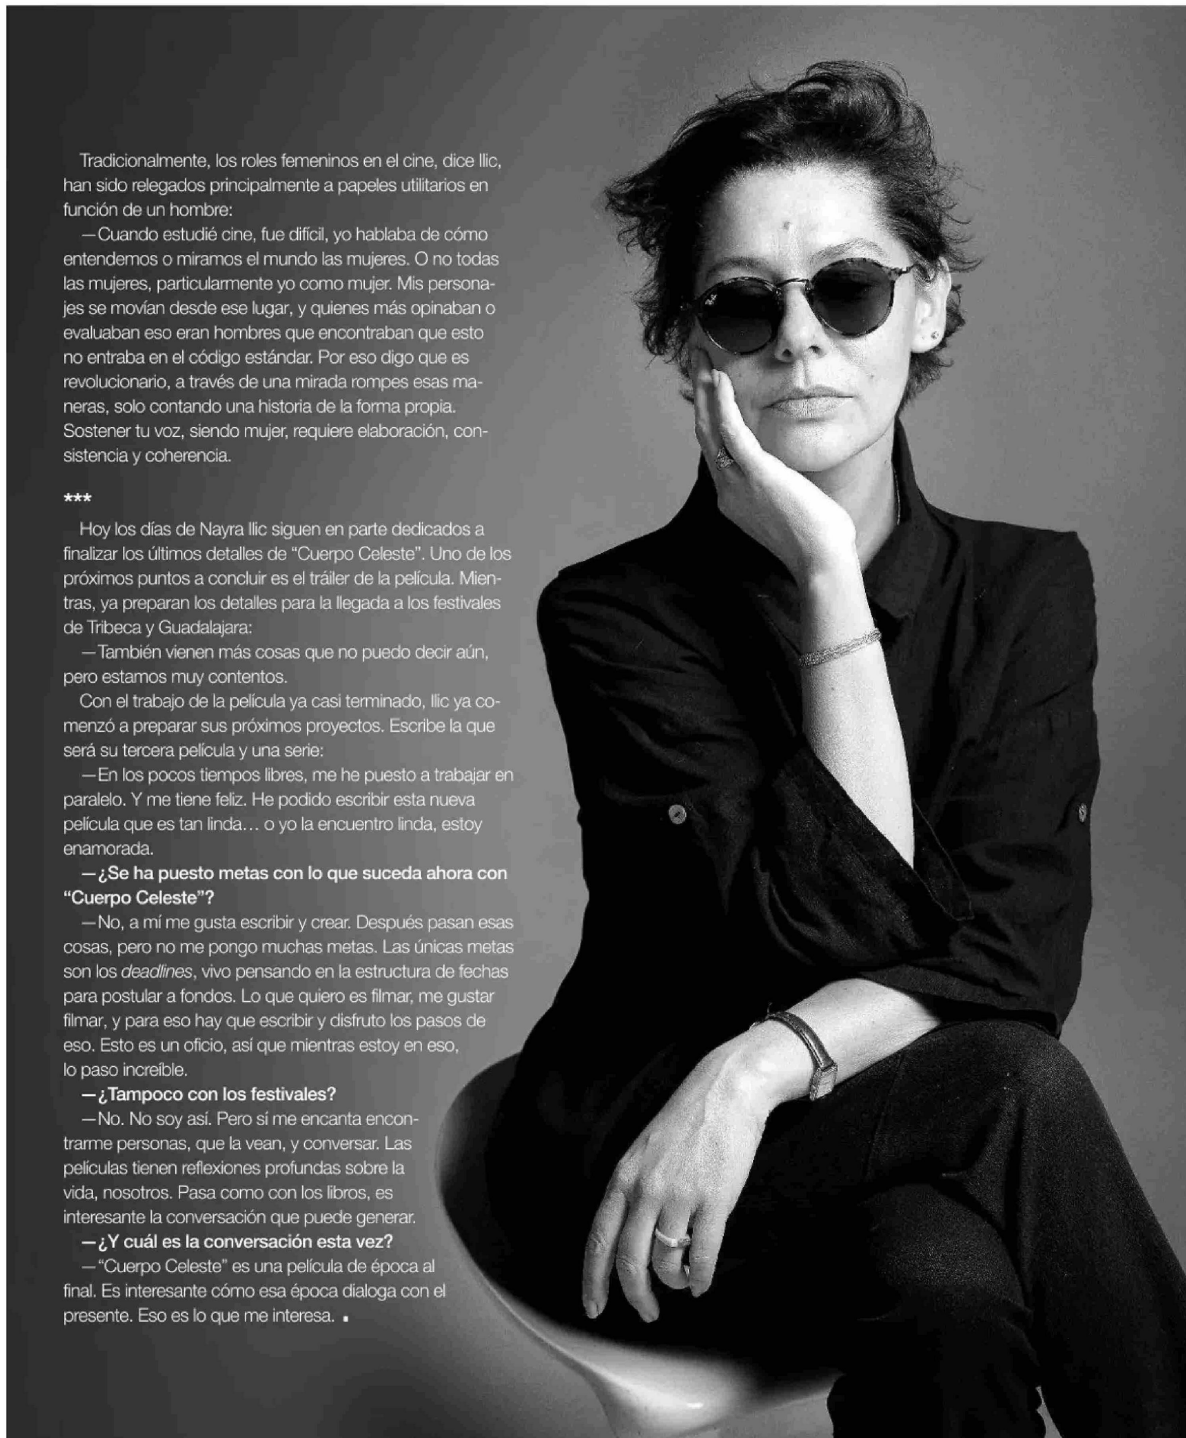 Tradicionalmente, los roles femeninos en el cine, dice Ilic,
han sido relegados principalmente a papeles utilitarios en
función de un hombre:
—Cuando estudié cine, fue difícil, yo hablaba de cómo
entendemos o miramos el mundo las mujeres. O no todas
las mujeres, particularmente yo como mujer. Mis persona-
jes se movían desde ese lugar, y quienes más opinaban o
evaluaban eso eran hombres que encontraban que esto
no entraba en el código estándar. Por eso digo que es
revolucionario, a través de una mirada rompes esas ma-
neras, solo contando una historia de la forma propia.
Sostener tu voz, siendo mujer, requiere elaboración, con-
sistencia y coherencia.
***
Hoy los días de Nayra Ilic siguen en parte dedicados a
finalizar los últimos detalles de “Cuerpo Celeste”. Uno de los
próximos puntos a concluir es el tráiler de la película. Mien-
tras, ya preparan los detalles para la llegada a los festivales
de Tribeca y Guadalajara:
—También vienen más cosas que no puedo decir aún,
pero estamos muy contentos.
Con el trabajo de la película ya casi terminado, Ilic ya co-
menzó a preparar sus próximos proyectos. Escribe la que
será su tercera película y una serie:
—En los pocos tiempos libres, me he puesto a trabajar en
paralelo. Y me tiene feliz. He podido escribir esta nueva
película que es tan linda… o yo la encuentro linda, estoy
enamorada.
—¿Se ha puesto metas con lo que suceda ahora con
“Cuerpo Celeste”?
—No, a mí me gusta escribir y crear. Después pasan esas
cosas, pero no me pongo muchas metas. Las únicas metas
son los deadlines, vivo pensando en la estructura de fechas
para postular a fondos. Lo que quiero es filmar, me gustar
filmar, y para eso hay que escribir y disfruto los pasos de
eso. Esto es un oficio, así que mientras estoy en eso,
lo paso increíble.
—¿Tampoco con los festivales?
—No. No soy así. Pero sí me encanta encon-
trarme personas, que la vean, y conversar. Las
películas tienen reflexiones profundas sobre la
vida, nosotros. Pasa como con los libros, es
interesante la conversación que puede generar.
—¿Y cuál es la conversación esta vez?
—“Cuerpo Celeste” es una película de época al
final. Es interesante cómo esa época dialoga con el
presente. Eso es lo que me interesa.